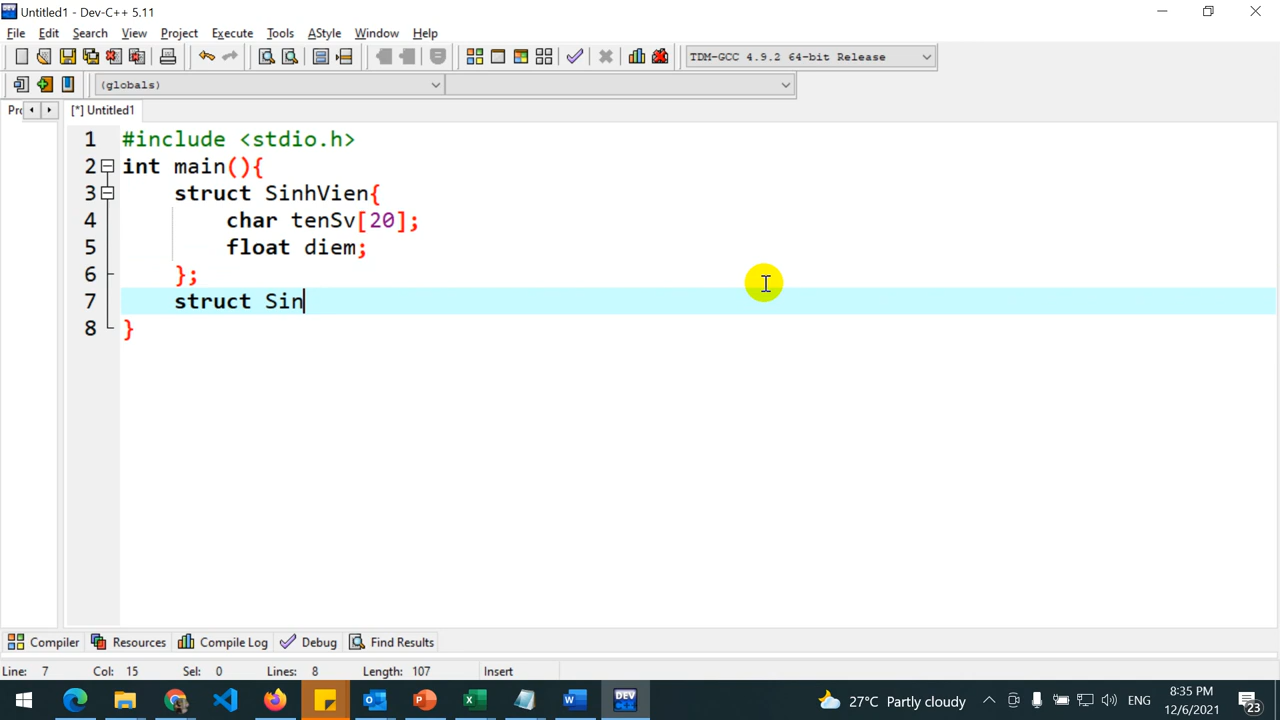 Untitled1 - Dev-C++ 5.11
File Edit Search View Project Execute Tools AStyle Window Help
TDM-GCC 4.9.2 64-bit Release
(globals)
Prc [*] Untitled1
1 #include <stdio.h>
2 int main(){
3 struct SinhVien{
4 char tenSv[20];
5 float diem;
6 };
7 struct Sin
8 }
Compiler Resources Compile Log Debug Find Results
Line: 7 Col: 15 Sel: 0 Lines: 8 Length: 107 Insert
DEV 27°C Partly cloudy ENG 8:35 PM
12/6/2021 23